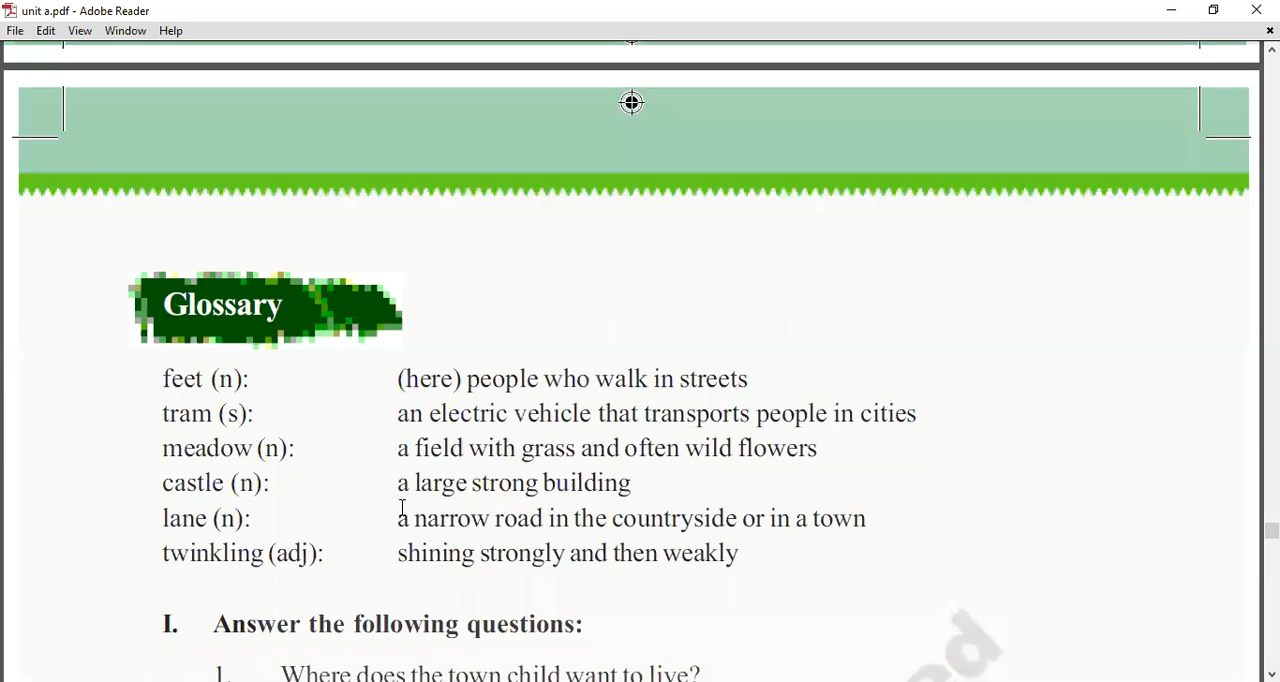 unit a.pdf - Adobe Reader
File Edit View Window Help
Glossary
feet (n): (here) people who walk in streets
tram (s): an electric vehicle that transports people in cities
meadow (n): a field with grass and often wild flowers
castle (n): a large strong building
lane (n): a narrow road in the countryside or in a town
twinkling (adj): shining strongly and then weakly
I. Answer the following questions:
1. Where does the town child want to live?
ed